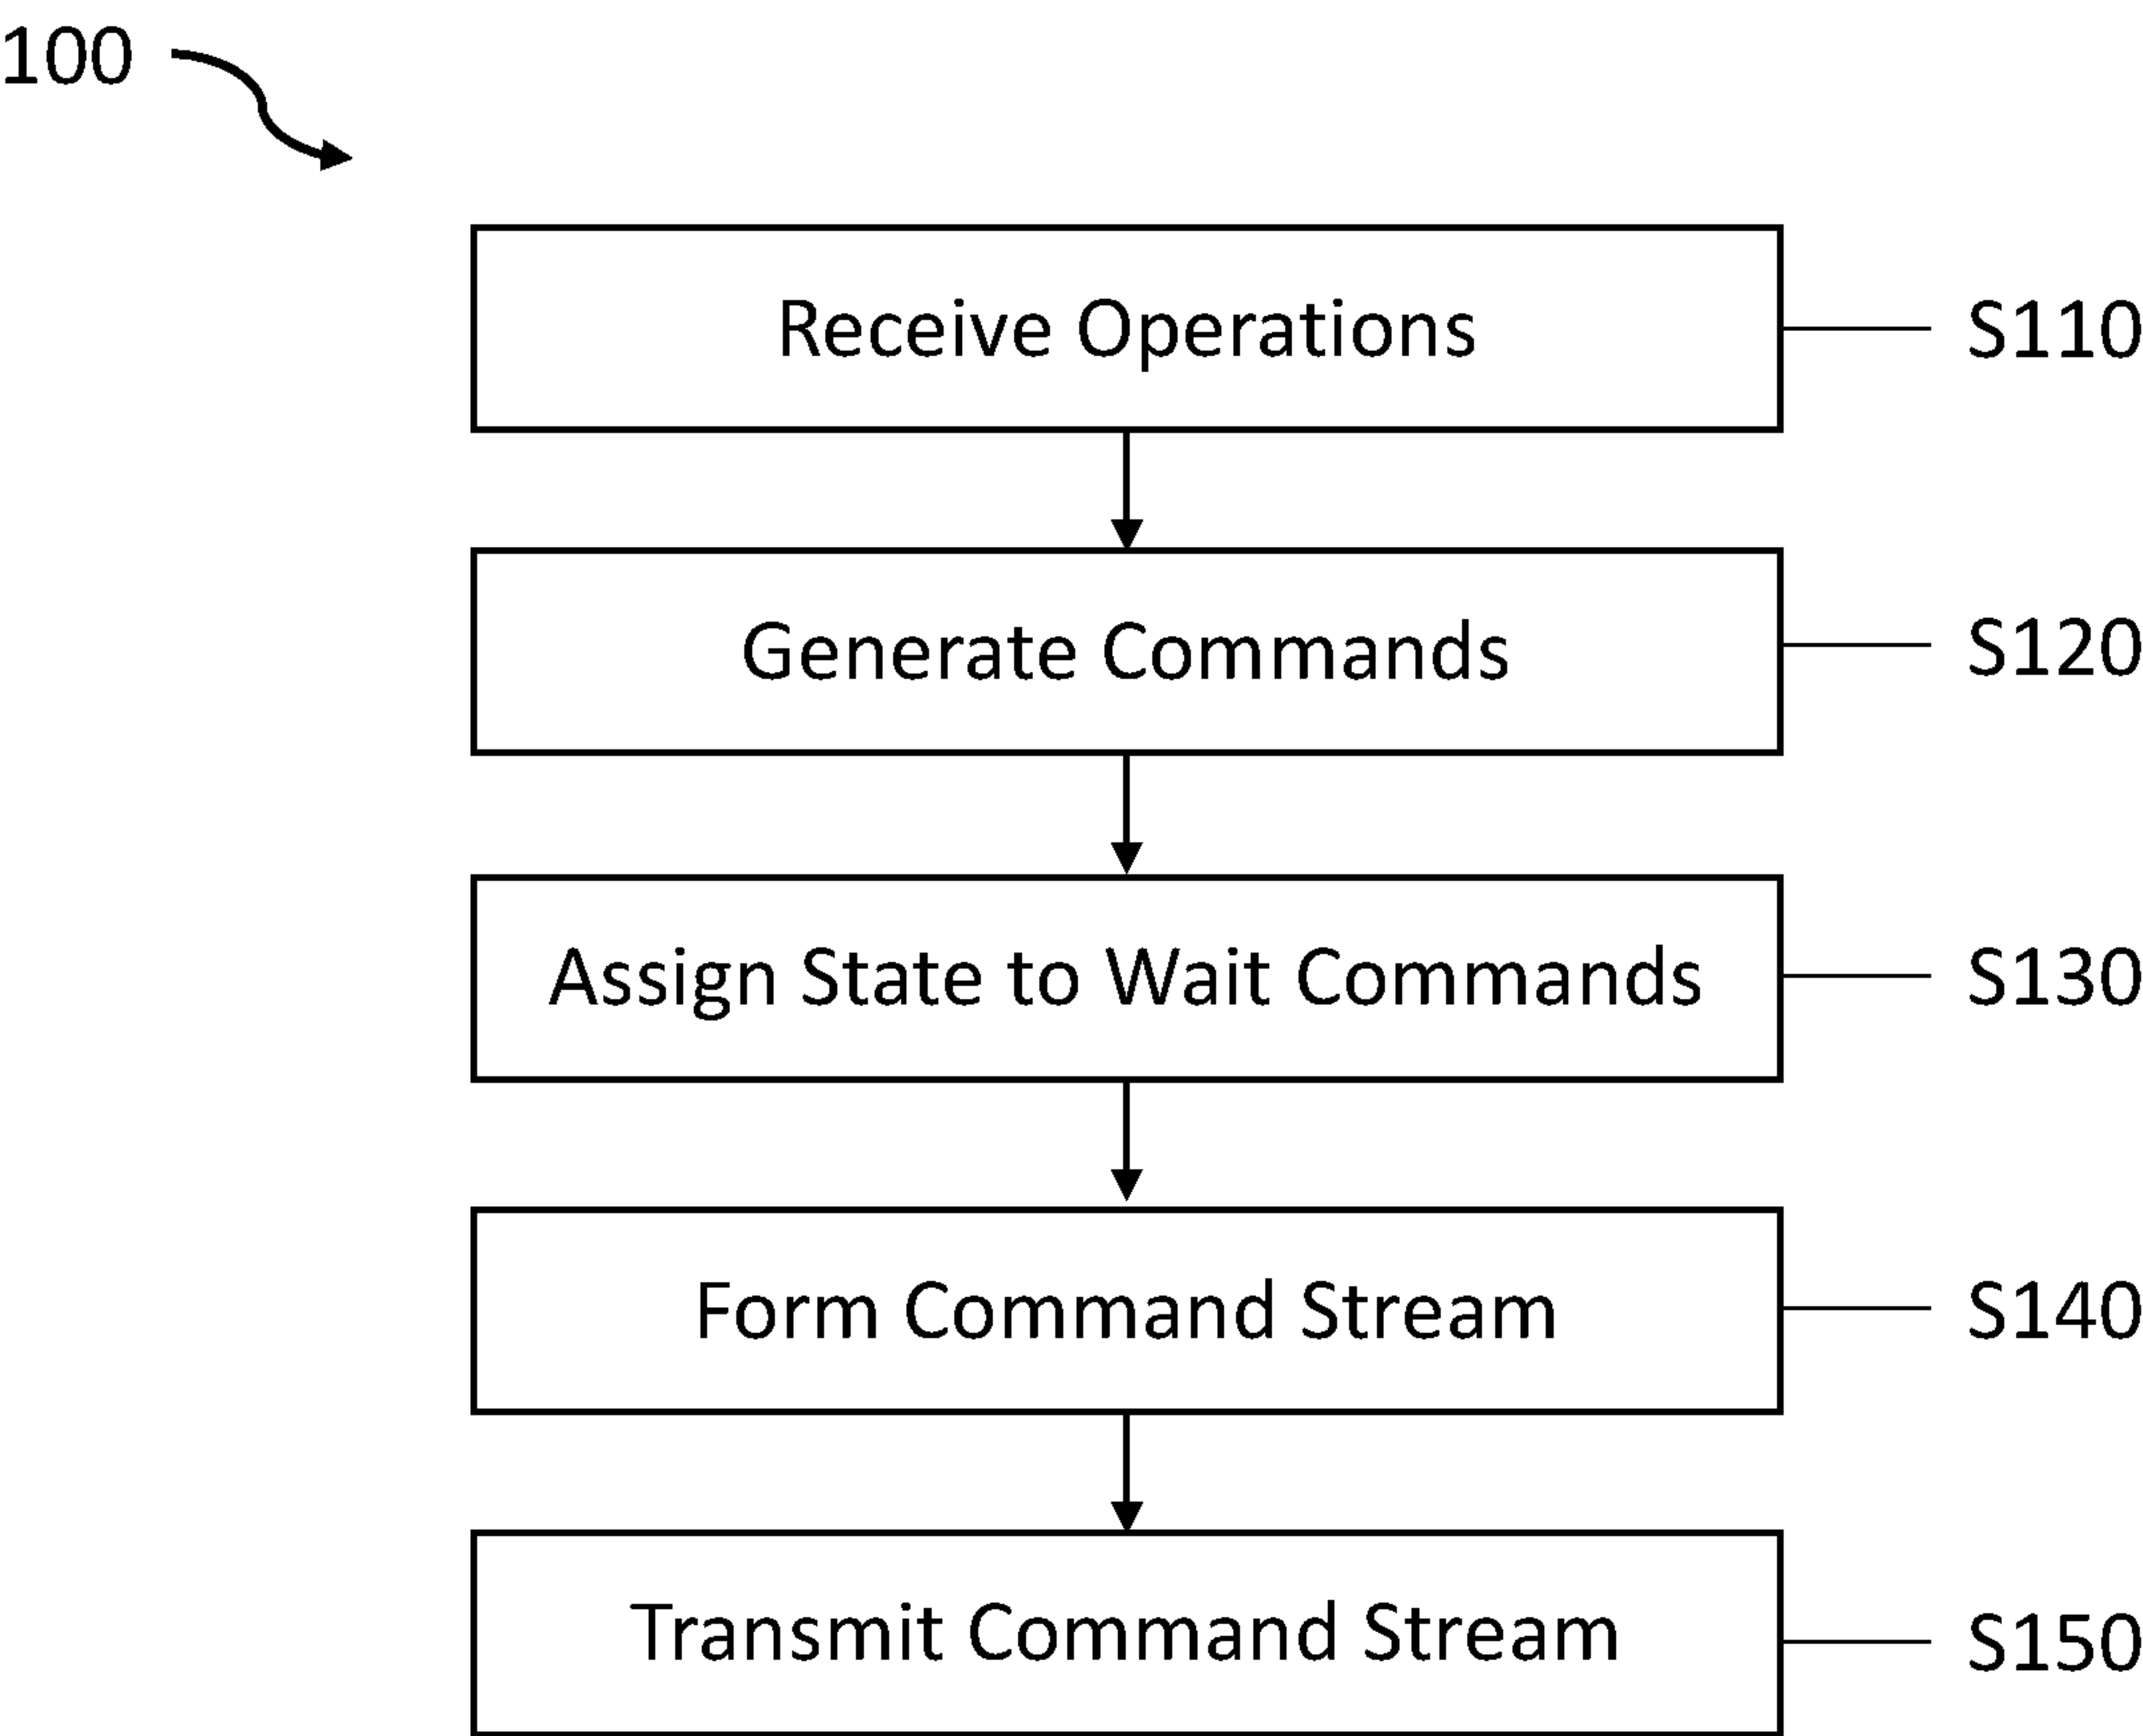 100
Receive Operations
S110
Generate Commands
S120
Assign State to Wait Commands
S130
Form Command Stream
S140
Transmit Command Stream
S150